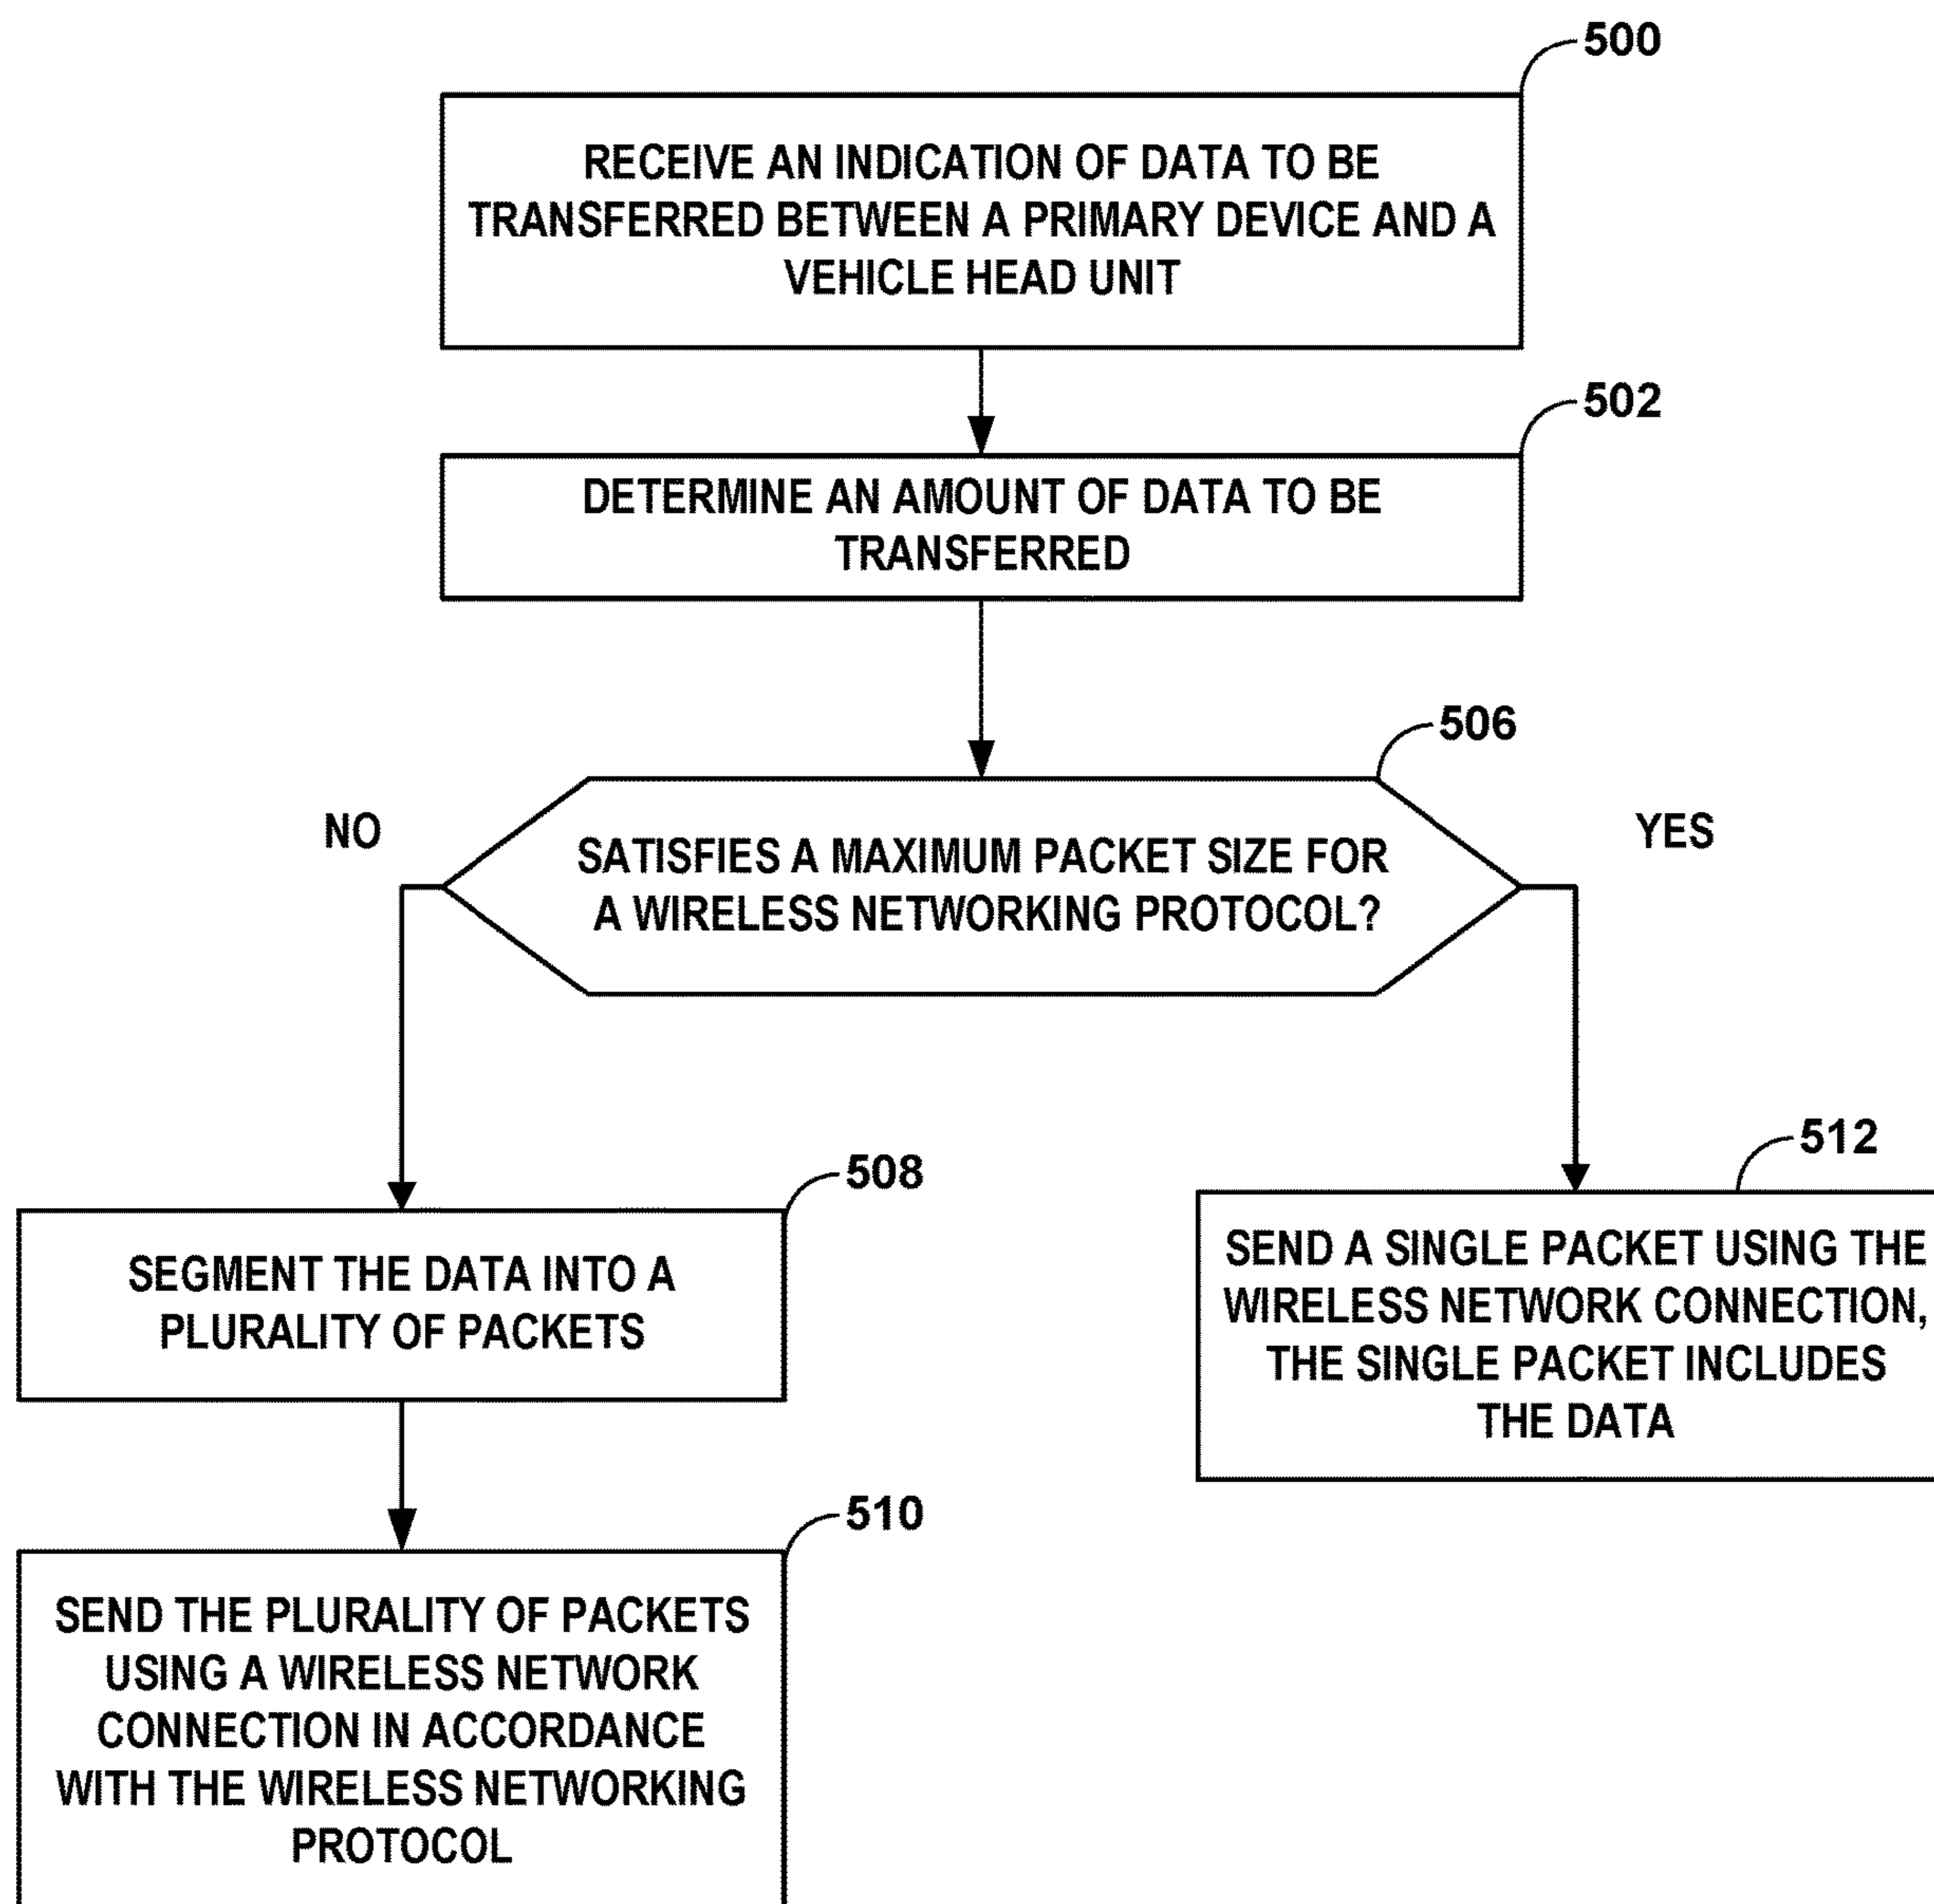 500
RECEIVE AN INDICATION OF DATA TO BE
TRANSFERRED BETWEEN A PRIMARY DEVICE AND A
VEHICLE HEAD UNIT
502
DETERMINE AN AMOUNT OF DATA TO BE
TRANSFERRED
506
NO
YES
SATISFIES A MAXIMUM PACKET SIZE FOR
A WIRELESS NETWORKING PROTOCOL?
508
SEGMENT THE DATA INTO A
PLURALITY OF PACKETS
510
SEND THE PLURALITY OF PACKETS
USING A WIRELESS NETWORK
CONNECTION IN ACCORDANCE
WITH THE WIRELESS NETWORKING
PROTOCOL
512
SEND A SINGLE PACKET USING THE
WIRELESS NETWORK CONNECTION,
THE SINGLE PACKET INCLUDES
THE DATA